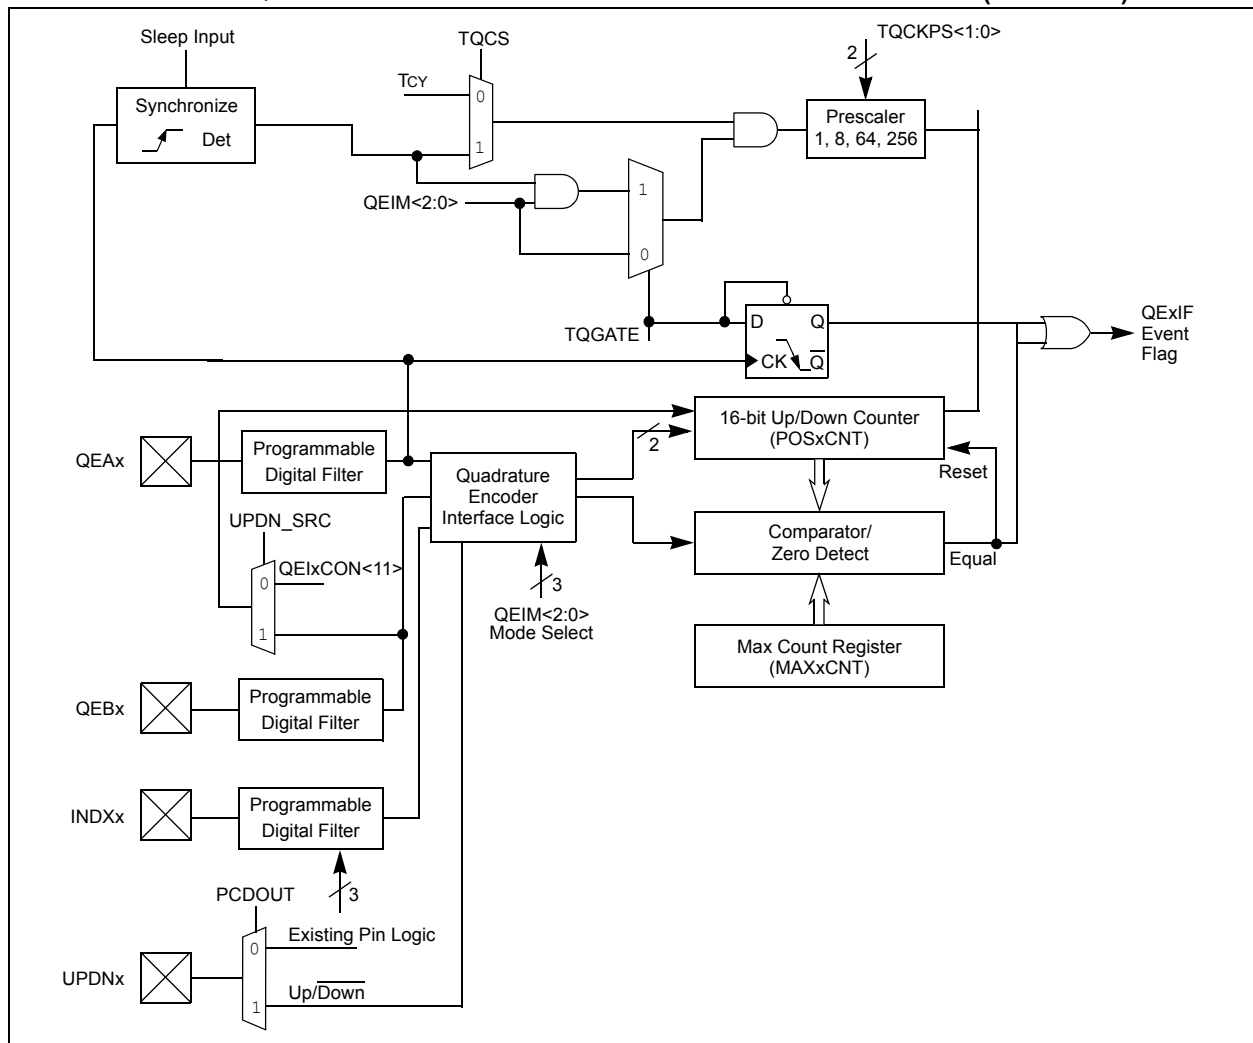 Sleep Input
TQCS
TQCKPS<1:0>
2
TCY
0
1
Synchronize
Det
Prescaler
1, 8, 64, 256
QEIM<2:0>
1
0
TQGATE
D
Q
CK
Q
QExIF
Event
Flag
16-bit Up/Down Counter
(POSxCNT)
2
Reset
QEAx
Programmable
Digital Filter
Quadrature
Encoder
Interface Logic
UPDN_SRC
0
QEIxCON<11>
1
Comparator/
Zero Detect
Equal
3
QEIM<2:0>
Mode Select
Max Count Register
(MAXxCNT)
QEBx
Programmable
Digital Filter
INDXx
Programmable
Digital Filter
3
PCDOUT
0
Existing Pin Logic
UPDNx
1
Up/Down